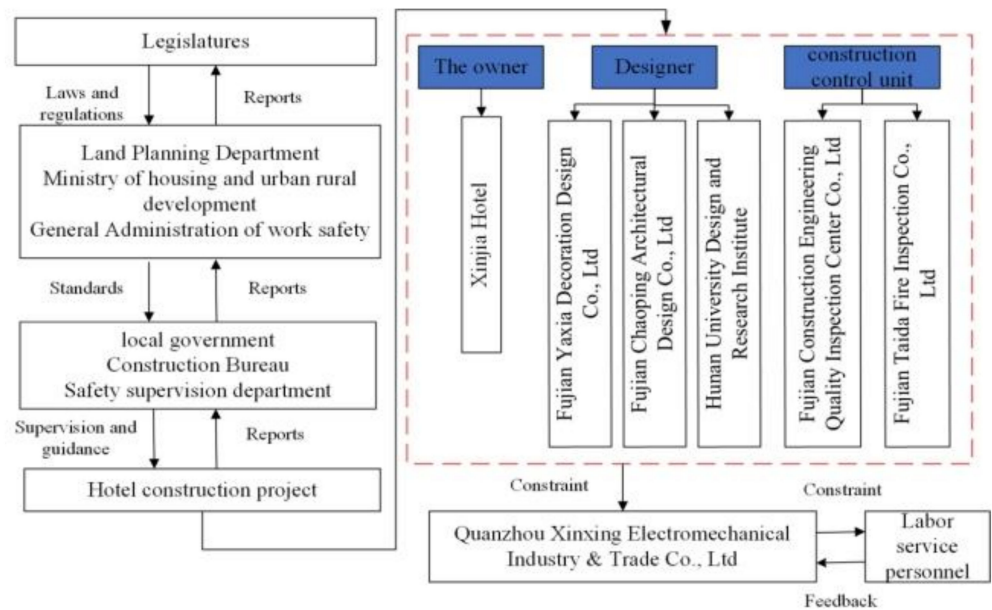 Legislatures
Laws and
regulations
Reports
Land Planning Department
Ministry of housing and urban rural
development
General Administration of work safety
Standards
Reports
local government
Construction Bureau
Safety supervision department
Supervision and
guidance
Reports
Hotel construction project
The owner
Designer
construction
control unit
Xinjia Hotel
Fujian Yaxia Decoration Design
Co., Ltd
Fujian Chaoping Architectural
Design Co., Ltd
Hunan University Design and
Research Institute
Fujian Construction Engineering
Quality Inspection Center Co., Ltd
Fujian Taida Fire Inspection Co.,
Ltd
Constraint
Quanzhou Xinxing Electromechanical
Industry & Trade Co., Ltd
Constraint
Labor
service
personnel
Feedback